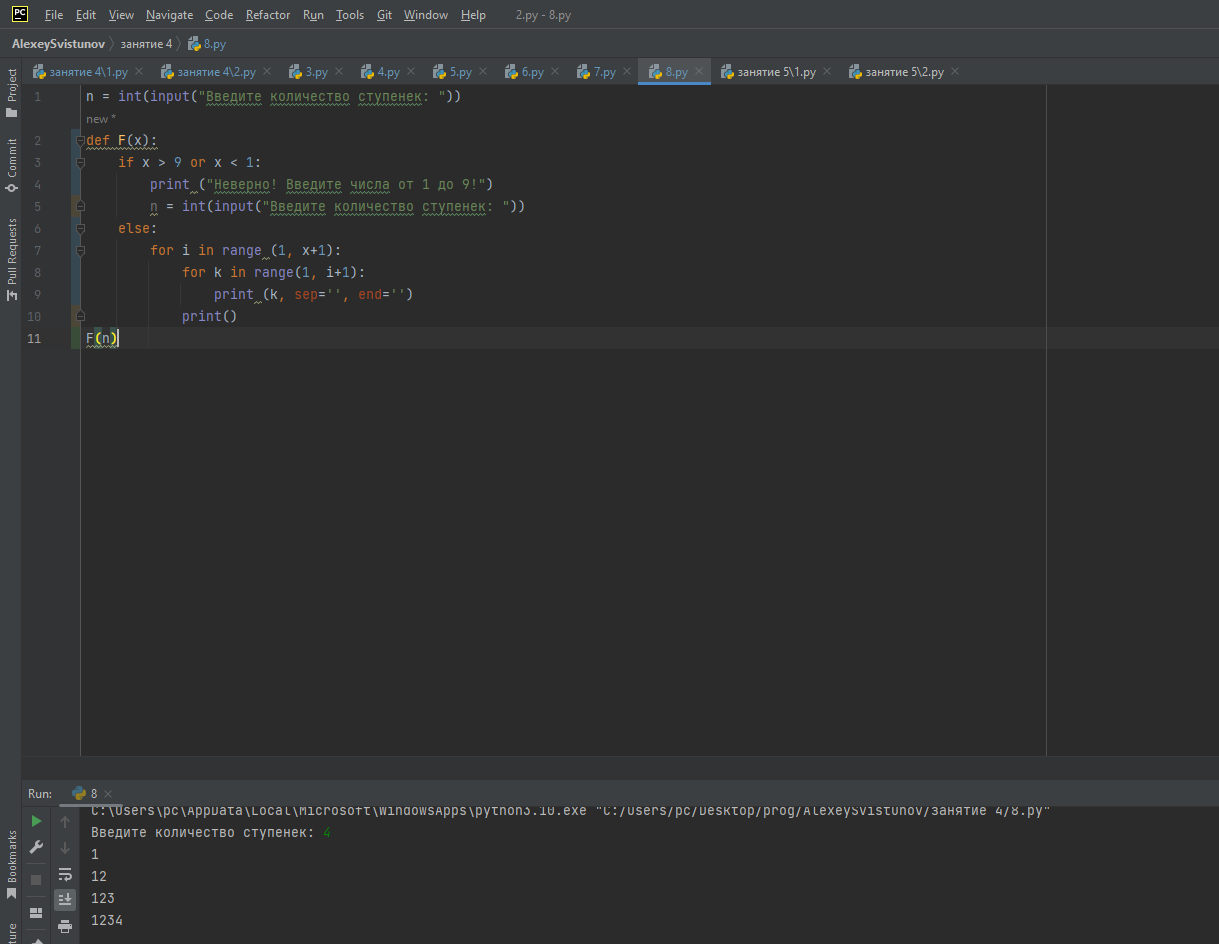 PC File Edit View Navigate Code Refactor Run Tools Git Window Help 2.py - 8.py
AlexeySvistunov занятие 4 8.py
занятие 4\1.py занятие 4\2.py 3.py 4.py 5.py 6.py 7.py 8.py занятие 5\1.py занятие 5\2.py
Project
Commit
Pull Requests
1 n = int(input("Введите количество ступенек: "))
new *
2 def F(x):
3 if x > 9 or x < 1:
4 print ("Неверно! Введите числа от 1 до 9!")
5 n = int(input("Введите количество ступенек: "))
6 else:
7 for i in range (1, x+1):
8 for k in range(1, i+1):
9 print (k, sep='', end='')
10 print()
11 F(n)
Run: 8
C:\Users\pc\AppData\Local\Microsoft\WindowsApps\python3.10.exe "C:/Users/pc/Desktop/prog/AlexeySvistunov/занятие 4/8.py"
Введите количество ступенек: 4
1
12
123
1234
Bookmarks